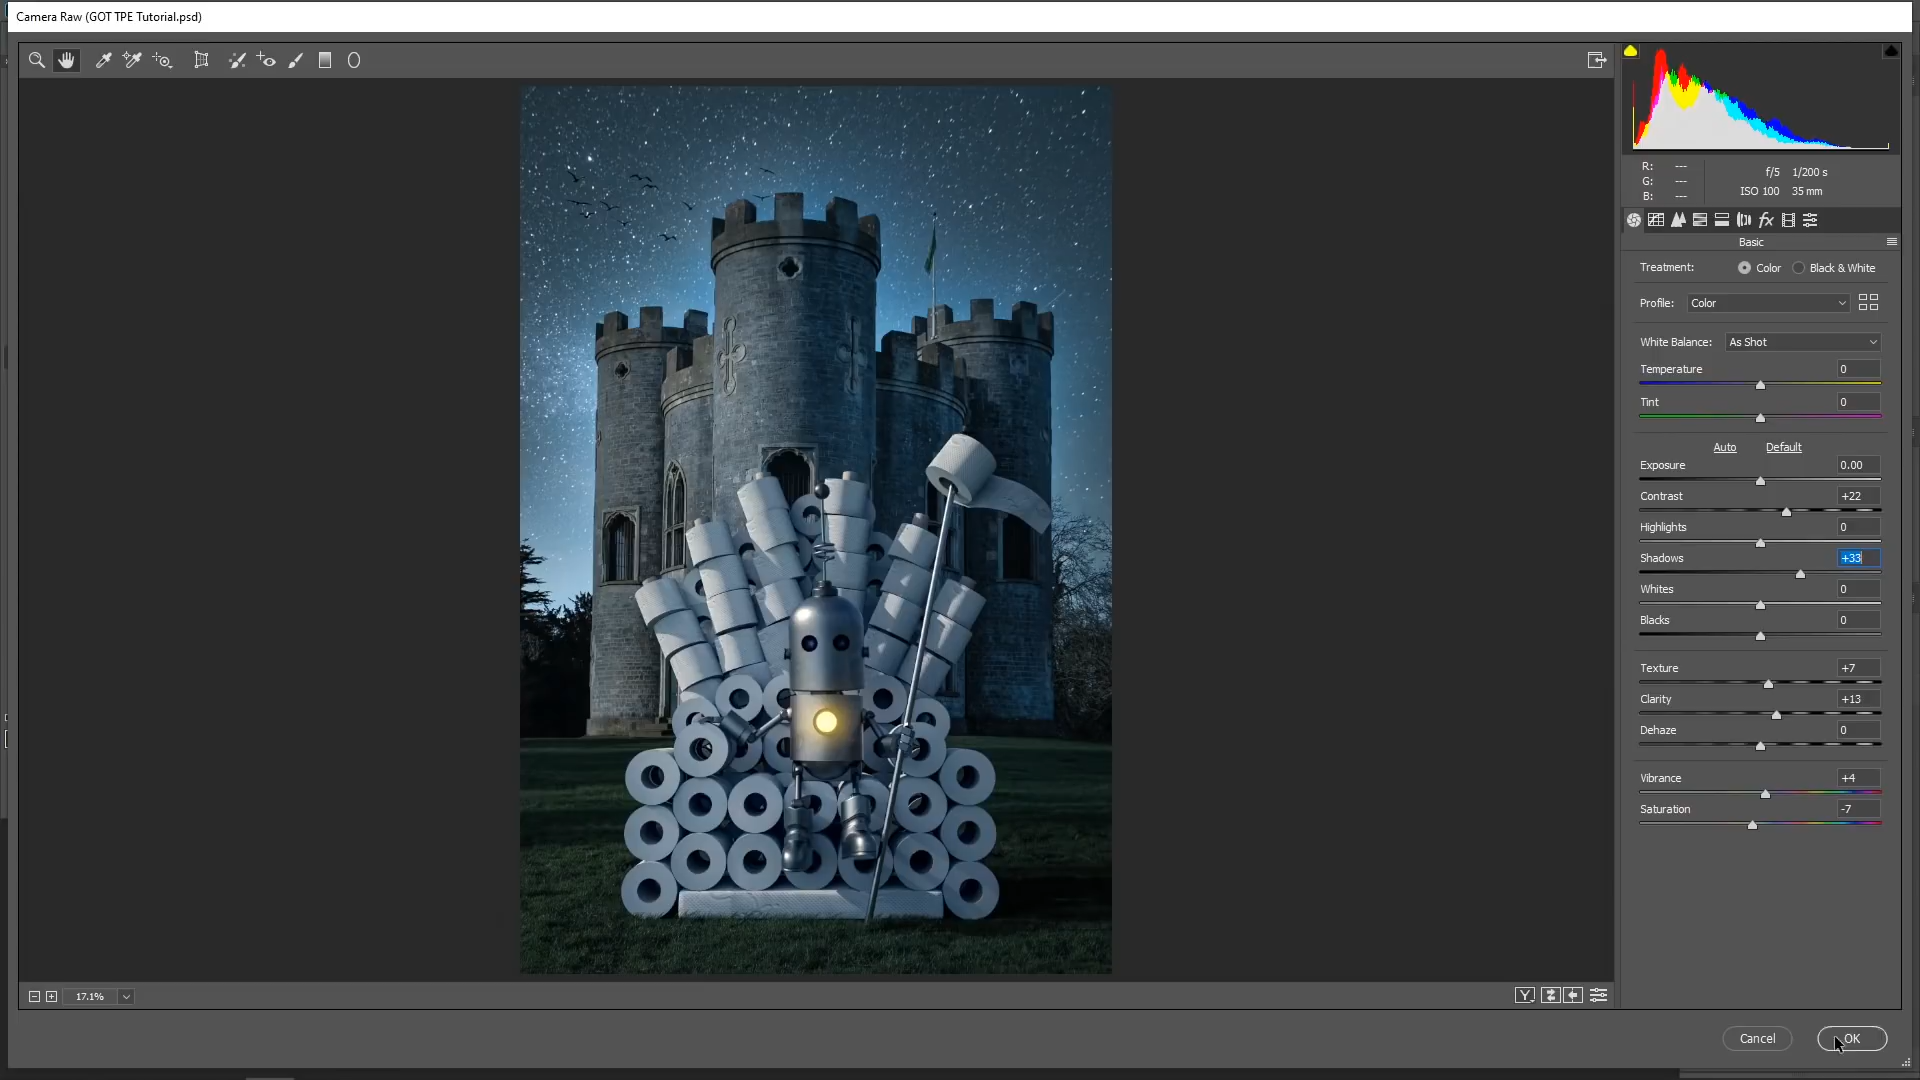 Camera Raw (GOT TPE Tutorial.psd)
R: ---
G: ---
B: ---
f/5 1/200 s
ISO 100 35 mm
fx
Basic
Treatment: Color Black & White
Profile: Color
White Balance: As Shot
Temperature 0
Tint 0
Auto Default
Exposure 0.00
Contrast +22
Highlights 0
Shadows +33
Whites 0
Blacks 0
Texture +7
Clarity +13
Dehaze 0
Vibrance +4
Saturation -7
17.1% Y
Cancel OK